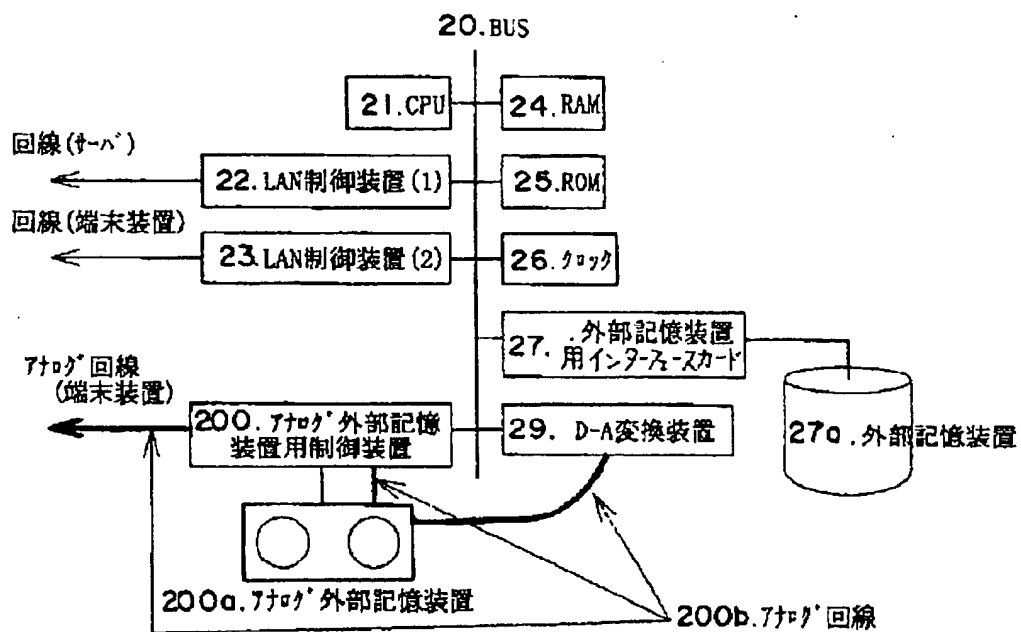 20.BUS
21.CPU
24.RAM
回線(サーバ)
22.LAN制御装置(1)
25.ROM
回線(端末装置)
23.LAN制御装置(2)
26.クロック
27.外部記憶装置
用インターフェースカード
アナログ回線
(端末装置)
200.アナログ外部記憶
装置用制御装置
29. D-A変換装置
27a.外部記憶装置
200a.アナログ外部記憶装置
200b.アナログ回線